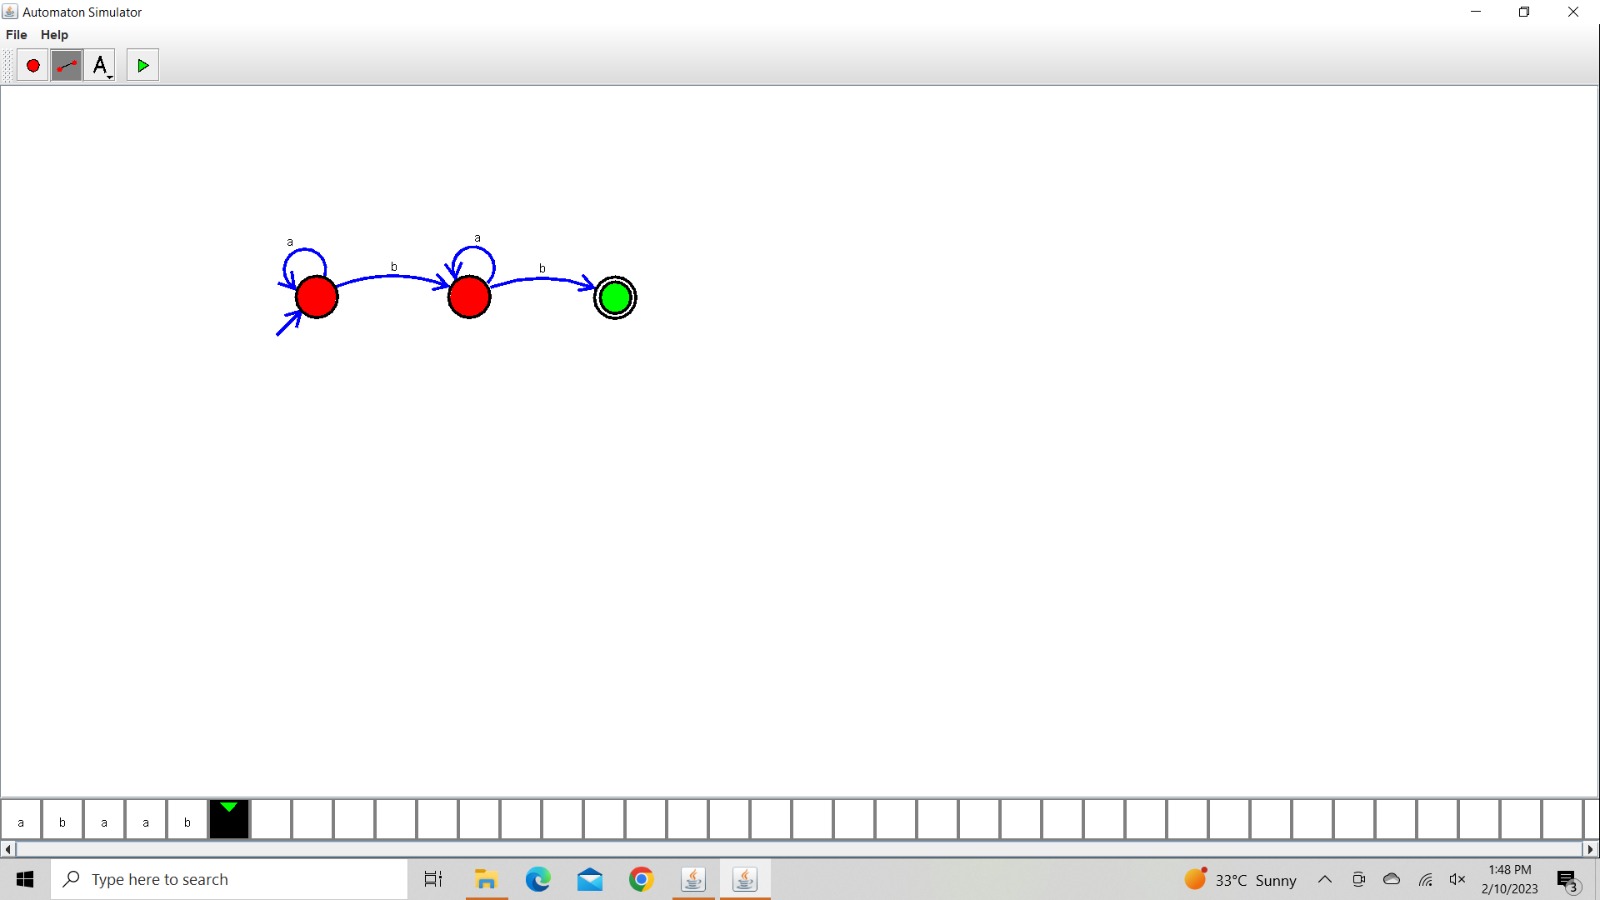 Automaton Simulator
File Help
A
a
a
b
b
a b a a b
Type here to search
33°C Sunny
1:48 PM
2/10/2023
3